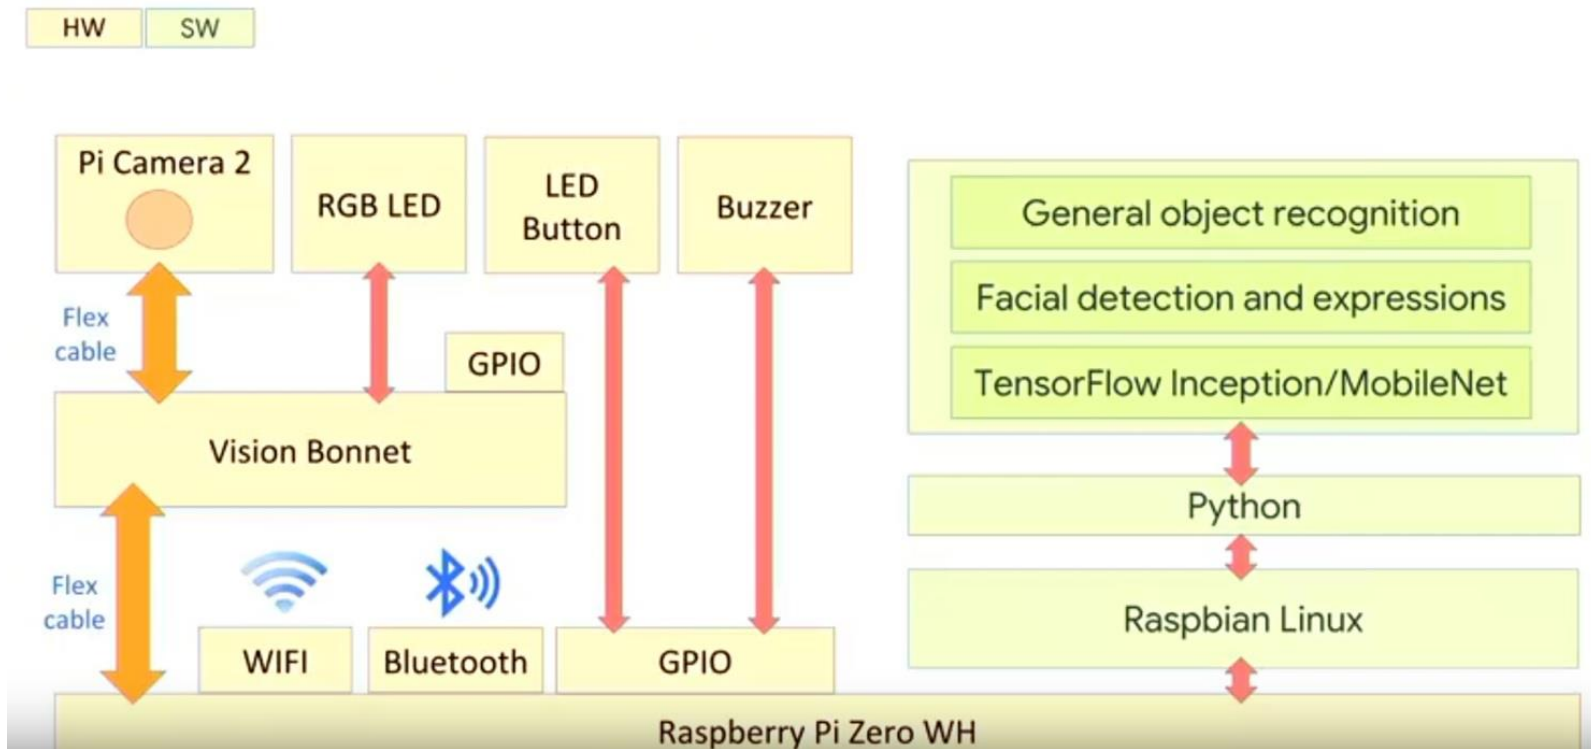 HW
SW
Pi Camera 2
RGB LED
LED
Button
Buzzer
Flex
cable
GPIO
Vision Bonnet
Flex
cable
WIFI
Bluetooth
GPIO
Raspberry Pi Zero WH
General object recognition
Facial detection and expressions
TensorFlow Inception/MobileNet
Python
Raspbian Linux